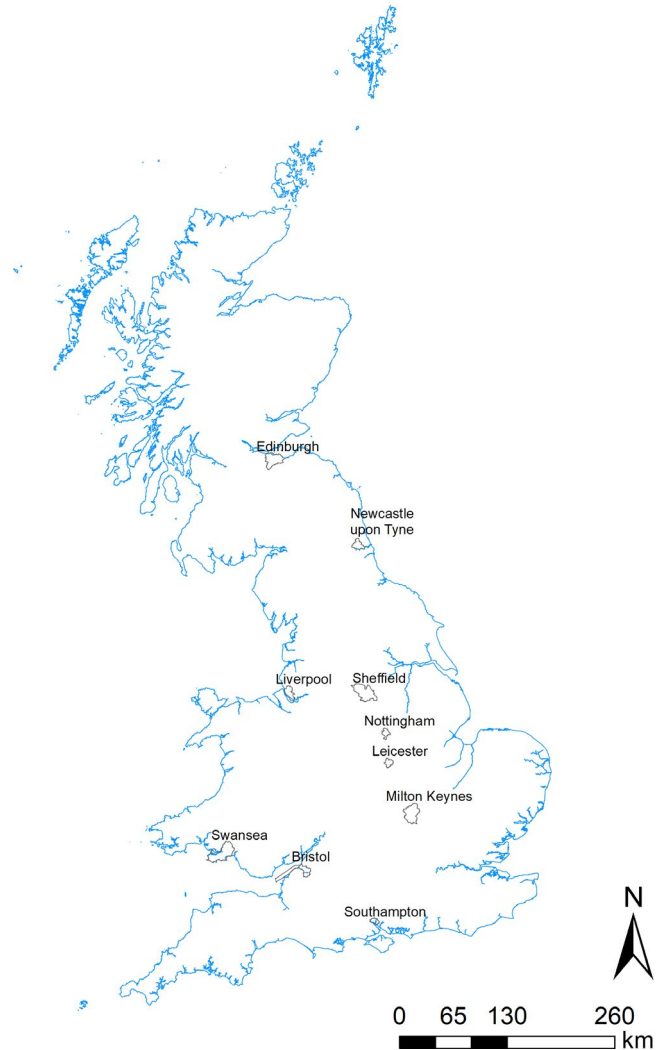 Edinburgh
Newcastle
upon Tyne
Liverpool
Sheffield
Nottingham
Leicester
Milton Keynes
Swansea
Bristol
Southampton
N
0 65 130 260
km